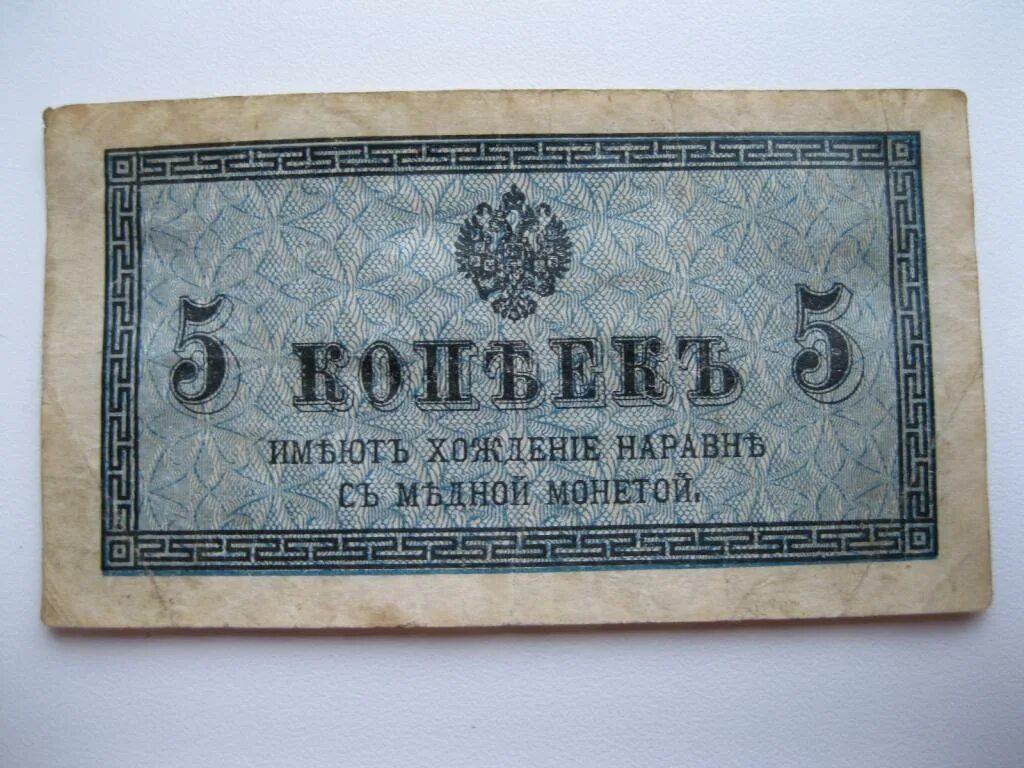 5 КОПѢЕКЪ 5
ИМѢЮТЪ ХОЖДЕНІЕ НАРАВНѢ
СЪ МѢДНОЙ МОНЕТОЙ.